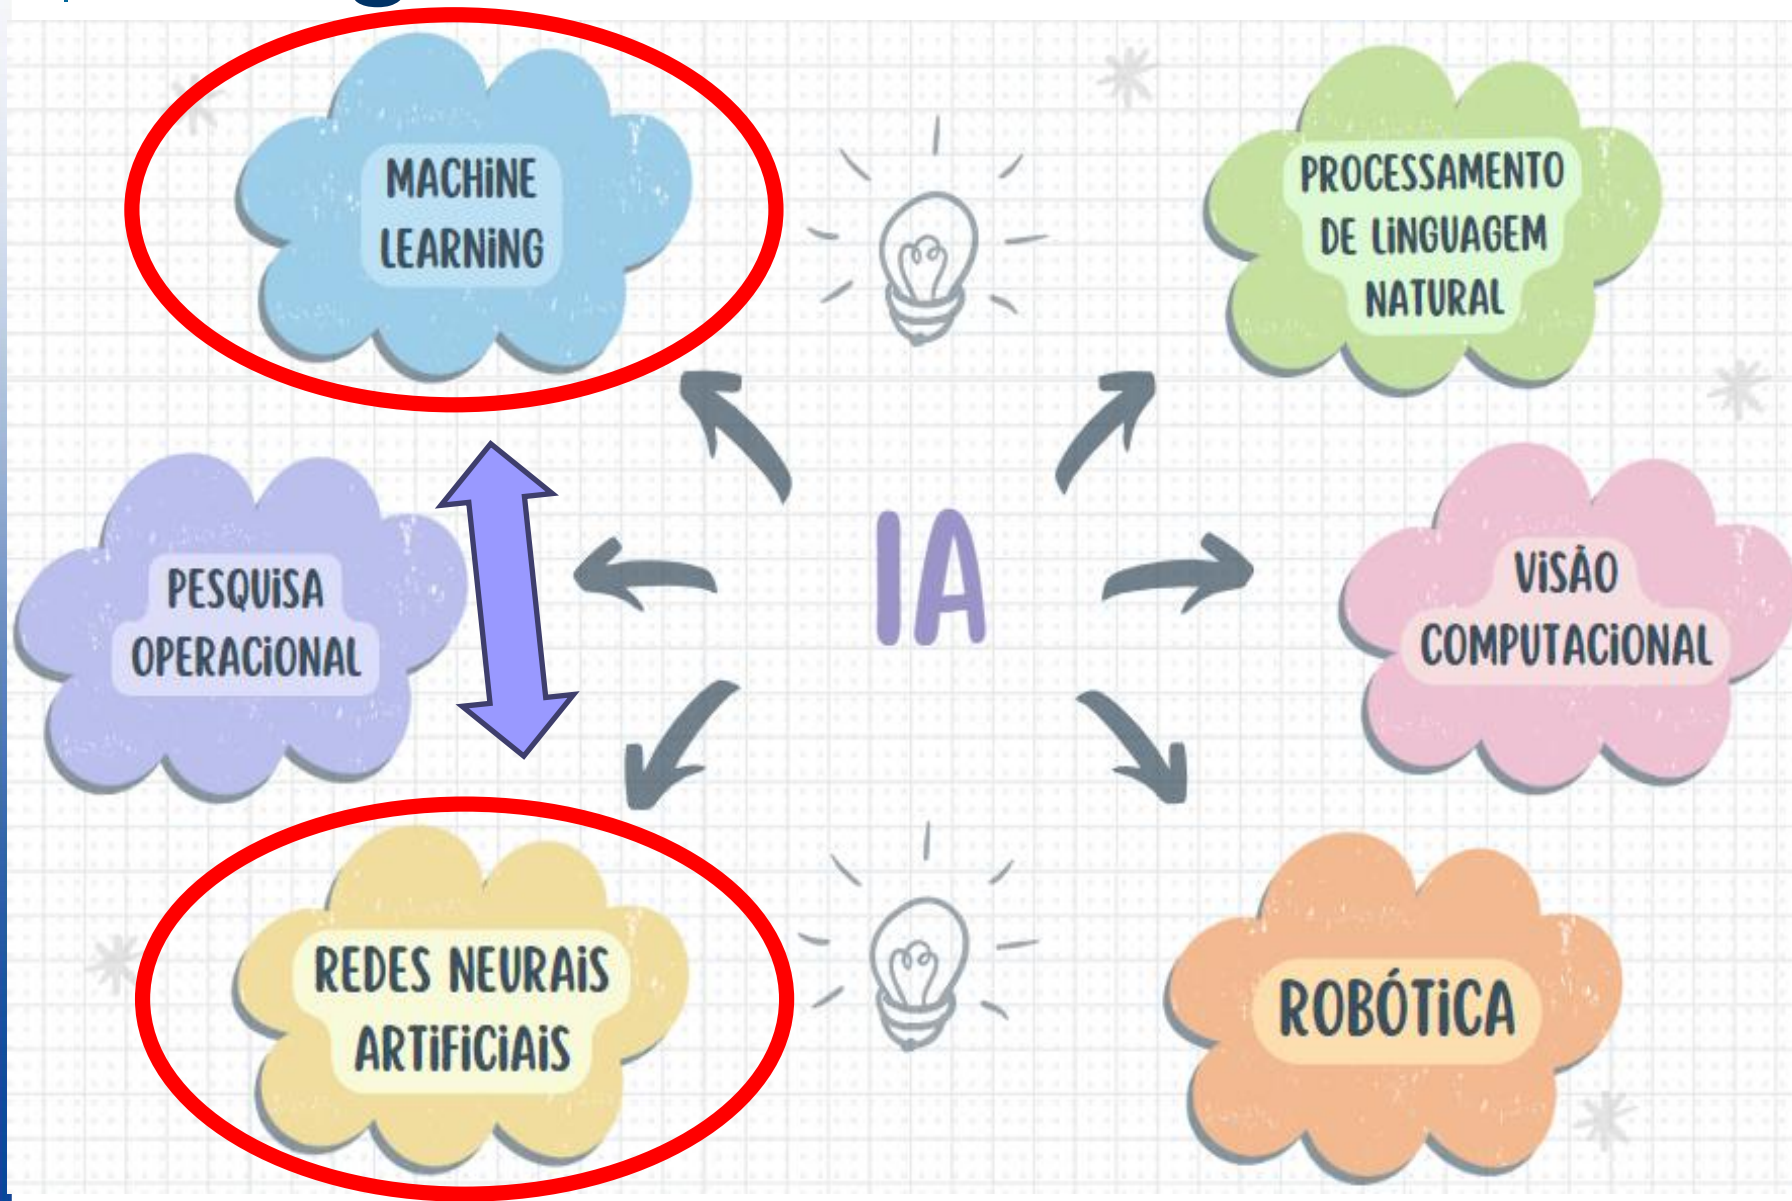 MACHINE
LEARNING
PROCESSAMENTO
DE LINGUAGEM
NATURAL
PESQUISA
OPERACIONAL
IA
VISÃO
COMPUTACIONAL
REDES NEURAIS
ARTIFICIAIS
ROBÓTICA